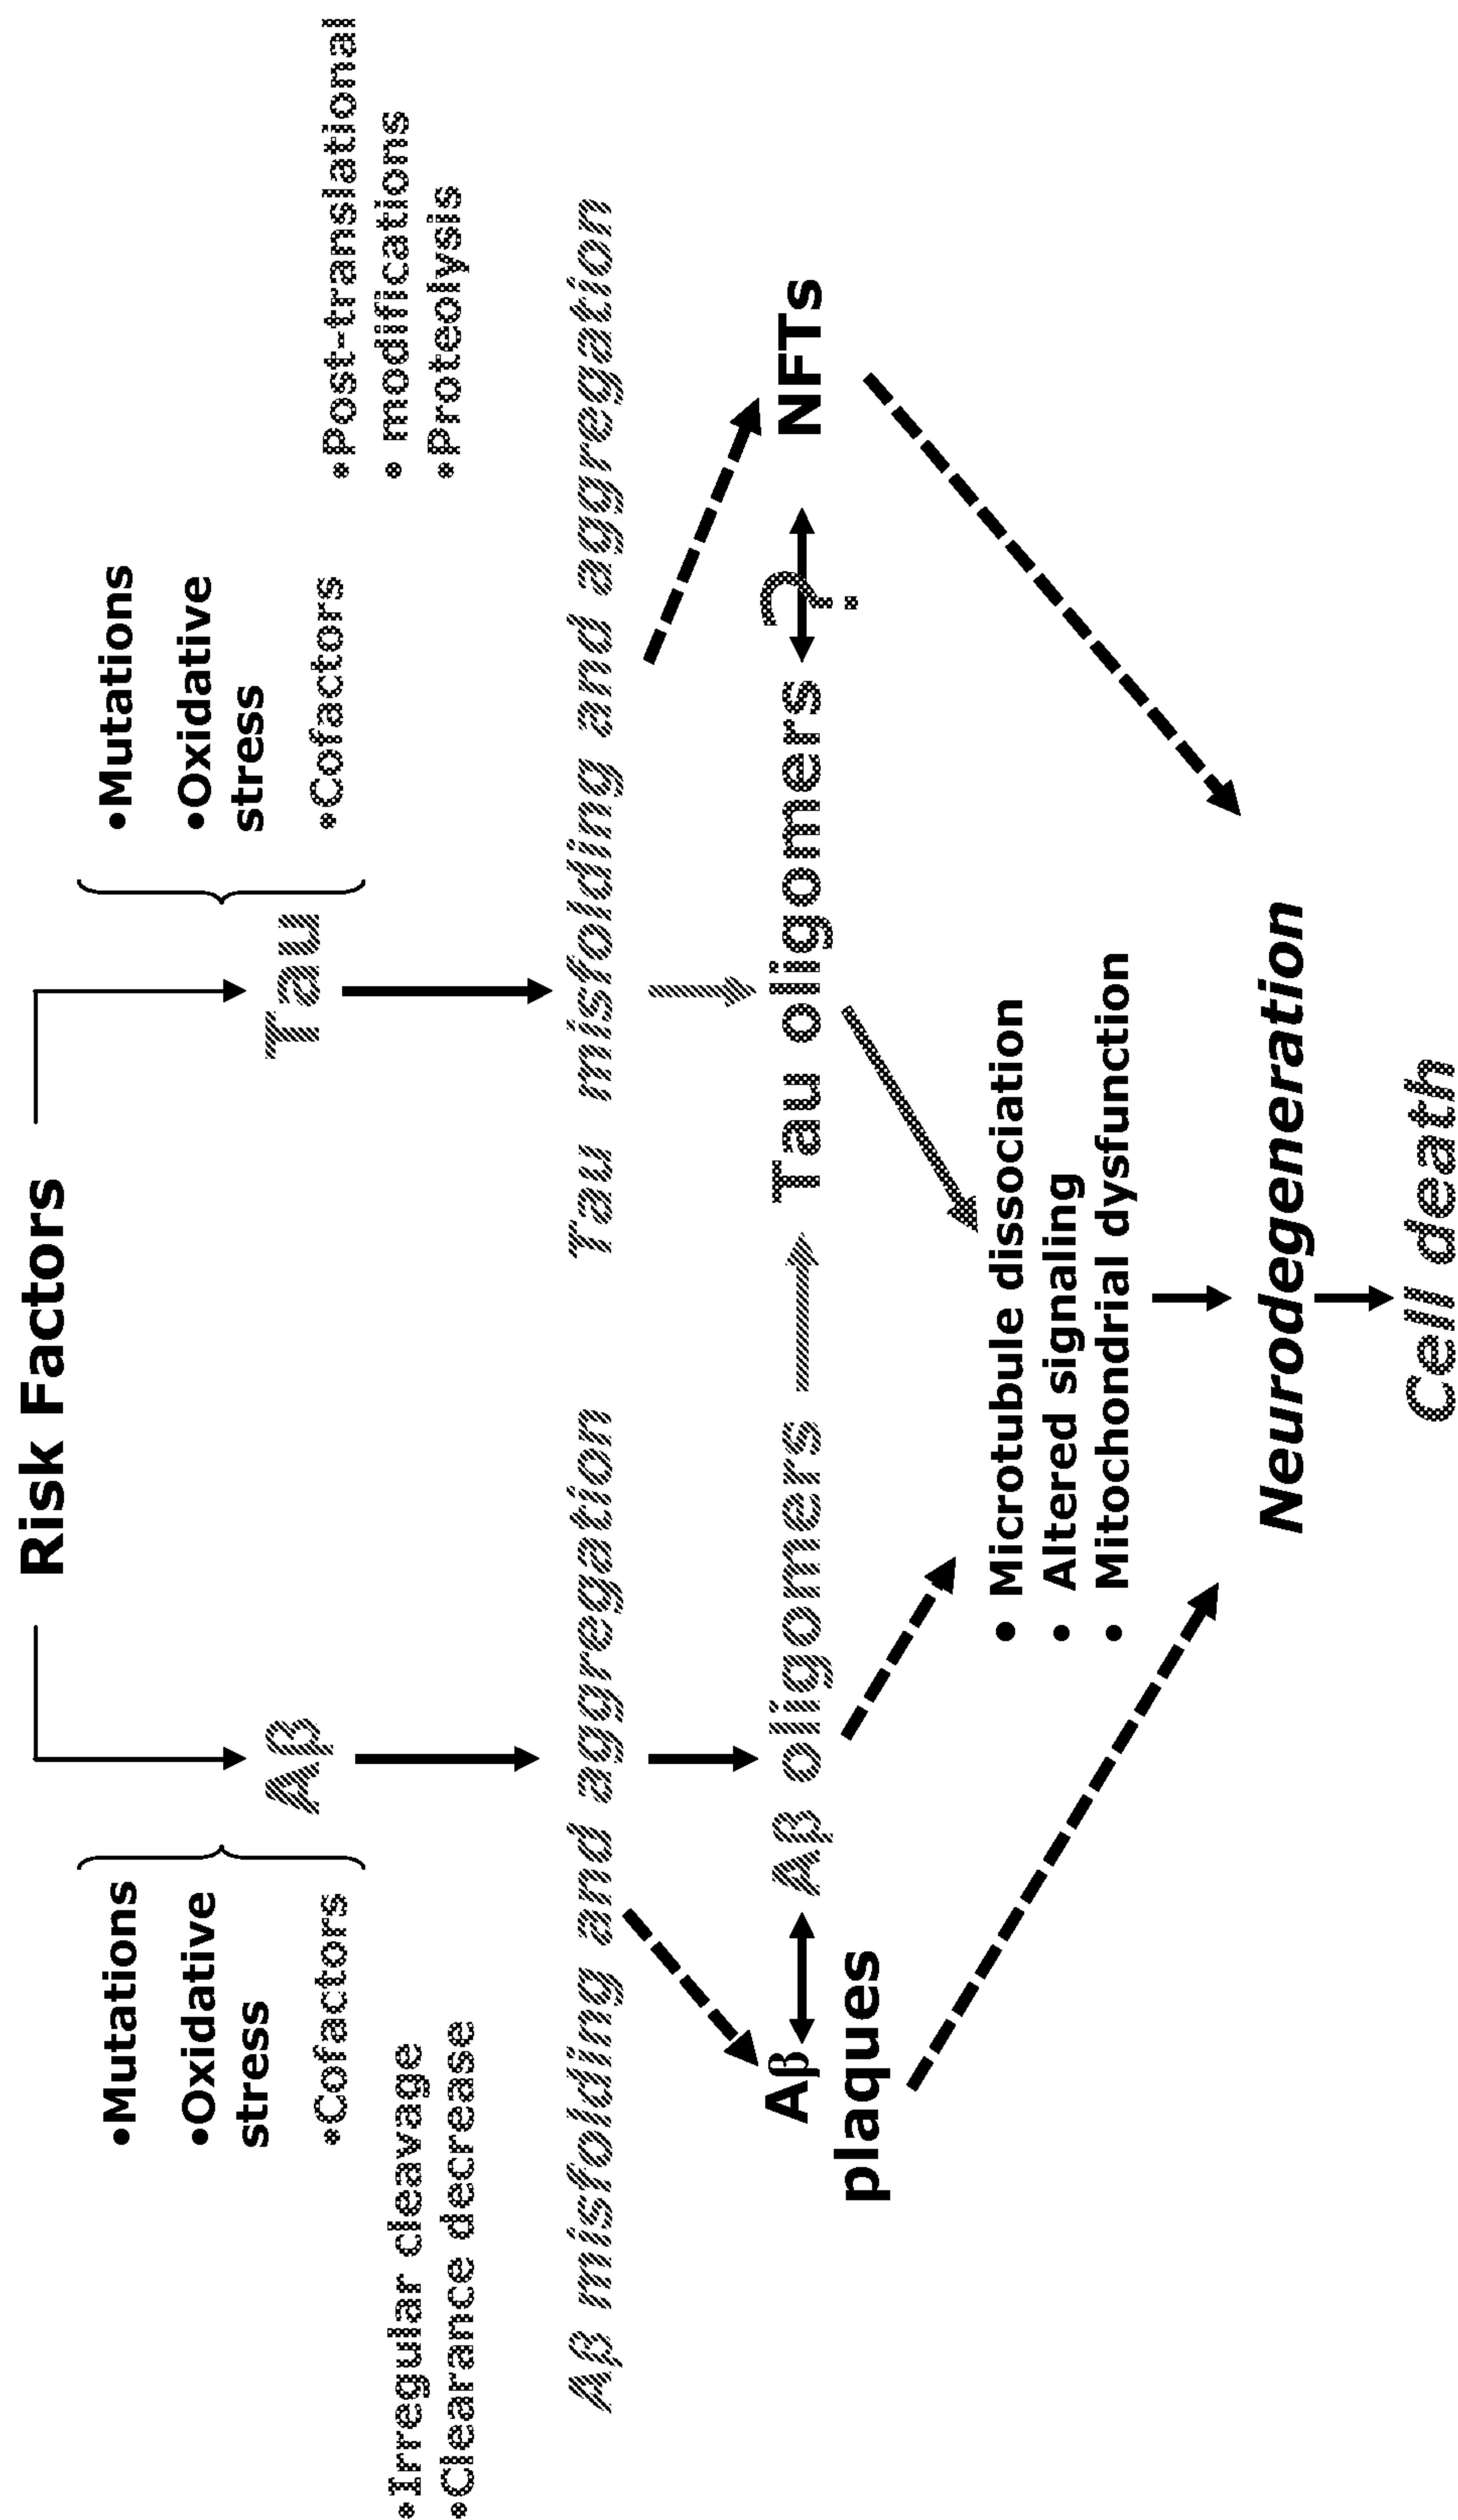 Risk Factors
•Mutations
•Oxidative
stress
•Cofactors
•Irregular cleavage
•Clearance decrease
Aβ
Tau
•Mutations
•Oxidative
stress
•Cofactors
•Post-translational
• modifications
•Proteolysis
Aβ misfolding and aggregation
Tau misfolding and aggregation
Aβ
plaques
Aβ oligomers
Tau oligomers
?
NFTs
• Microtubule dissociation
• Altered signaling
• Mitochondrial dysfunction
Neurodegeneration
Cell death